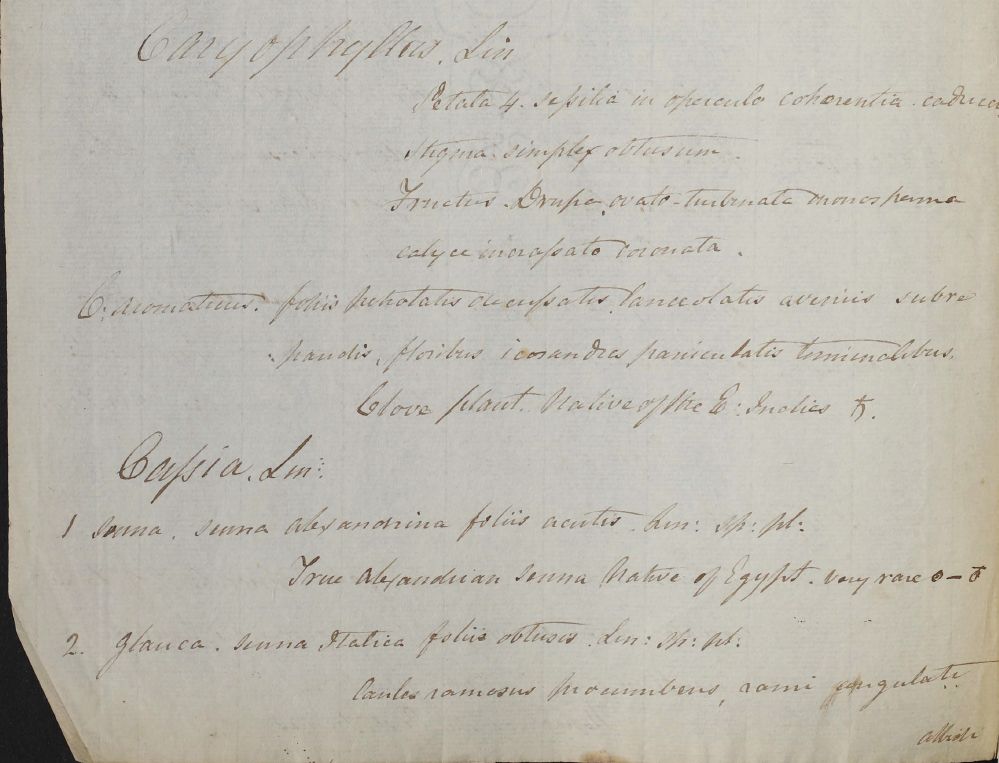 Caryophyllus. Lin
Petala 4. sessilia in operculo cohærentia. caduca
Stigma simplex obtusum.
Fructus. Drupa, ovato-turbinata monosperma
calyce incrassato coronata.
C: aromaticus. foliis petiolatis decussatis, lanceolatis aveniis subre
pandis, floribus icosandris paniculatis terminalibus.
Clove plant. Native of the E: Indies ♄.
Cassia. Lin:
1 senna. senna alexandrina foliis acutis. Lin: sp: pl:
True Alexandrian senna Native of Egypt. very rare
2. glauca. senna Italica foliis obtusis. Lin: sp: pl:
Caules ramosus procumbens, rami angulati